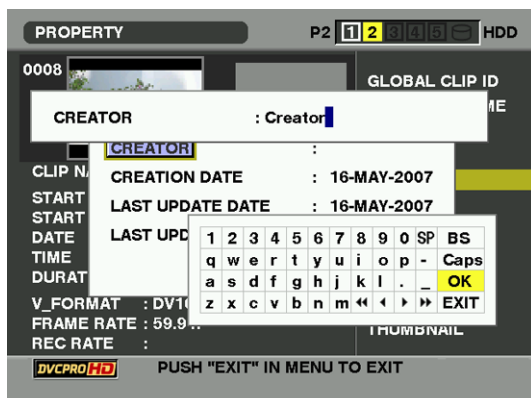 PROPERTY P2 1 2 3 4 5 HDD
0008
GLOBAL CLIP ID
CREATOR : Creator
CREATOR :
CREATION DATE : 16-MAY-2007
LAST UPDATE DATE : 16-MAY-2007
LAST UPD
CLIP
START
START
DATE
TIME
DURAT
V_FORMAT :
FRAME RATE : 59.9
REC RATE :
1 2 3 4 5 6 7 8 9 0 SP BS
q w e r t y u i o p - Caps
a s d f g h j k l . _ OK
z x c v b n m EXIT
THUMBNAIL
DVCPRO HD PUSH "EXIT" IN MENU TO EXIT